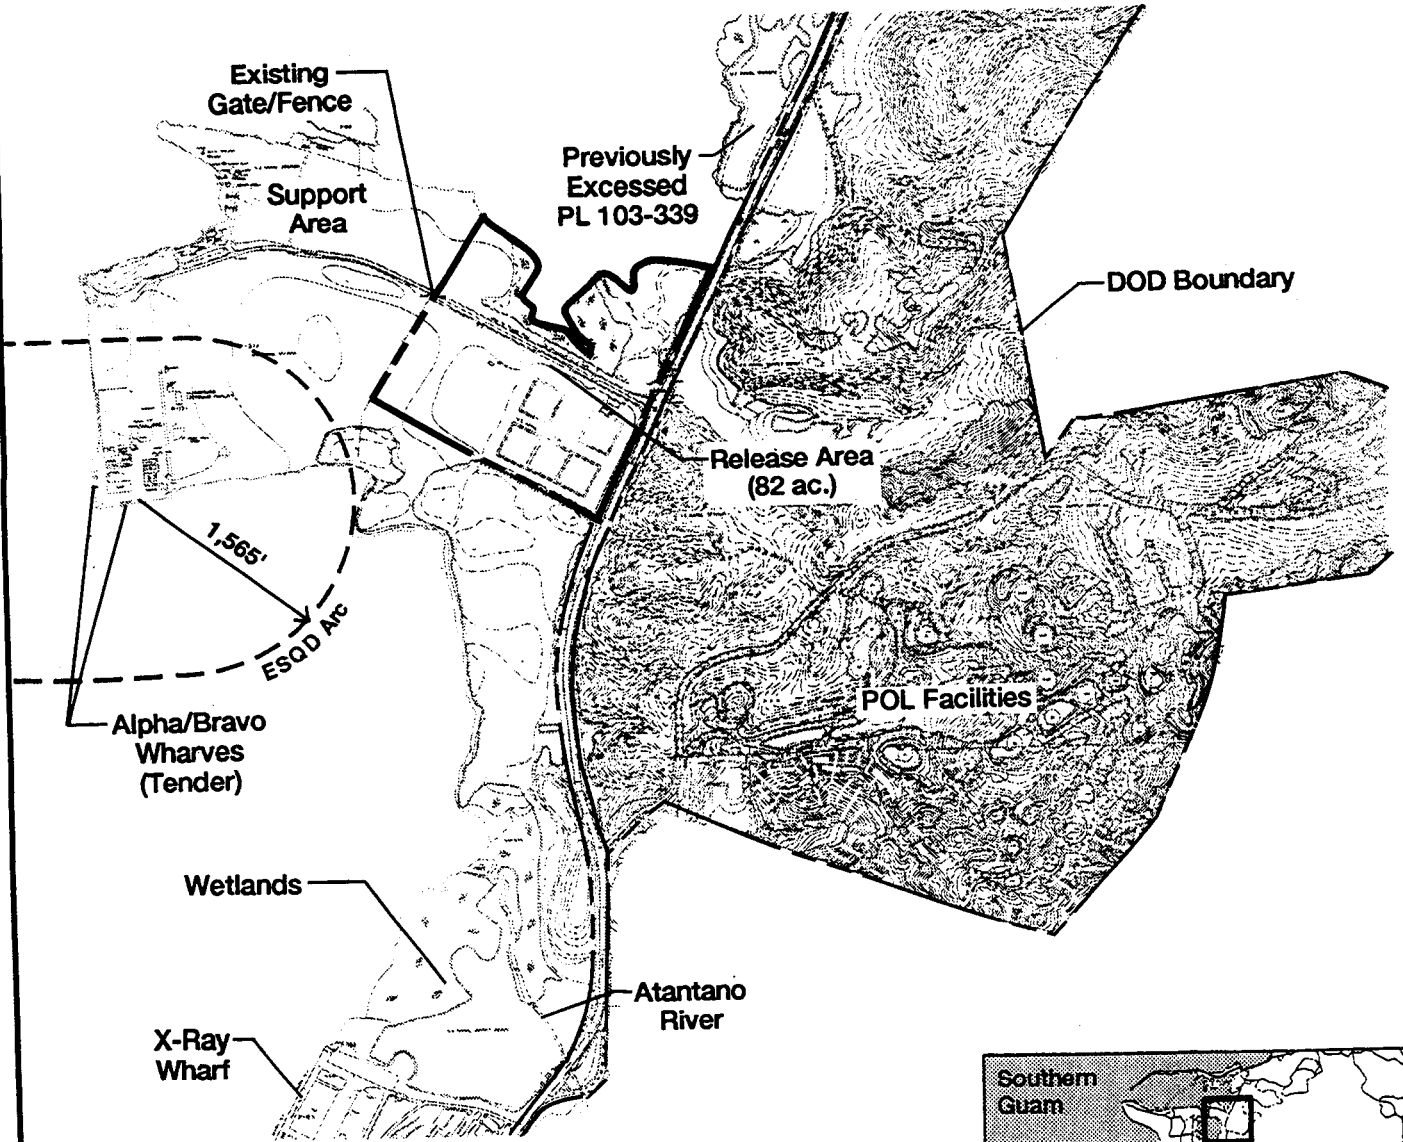 Existing
Gate/Fence
Previously
Excessed
PL 103-339
Support
Area
DOD Boundary
Release Area
(82 ac.)
1,565'
ESQD Arc
POL Facilities
Alpha/Bravo
Wharves
(Tender)
Wetlands
Atantano
River
X-Ray
Wharf
Southern
Guam